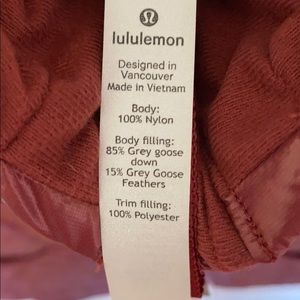 lululemon
Designed in
Vancouver
Made in Vietnam
Body:
100% Nylon
Body filling:
85% Grey goose
down
15% Grey Goose
Feathers
Trim filling:
100% Polyester